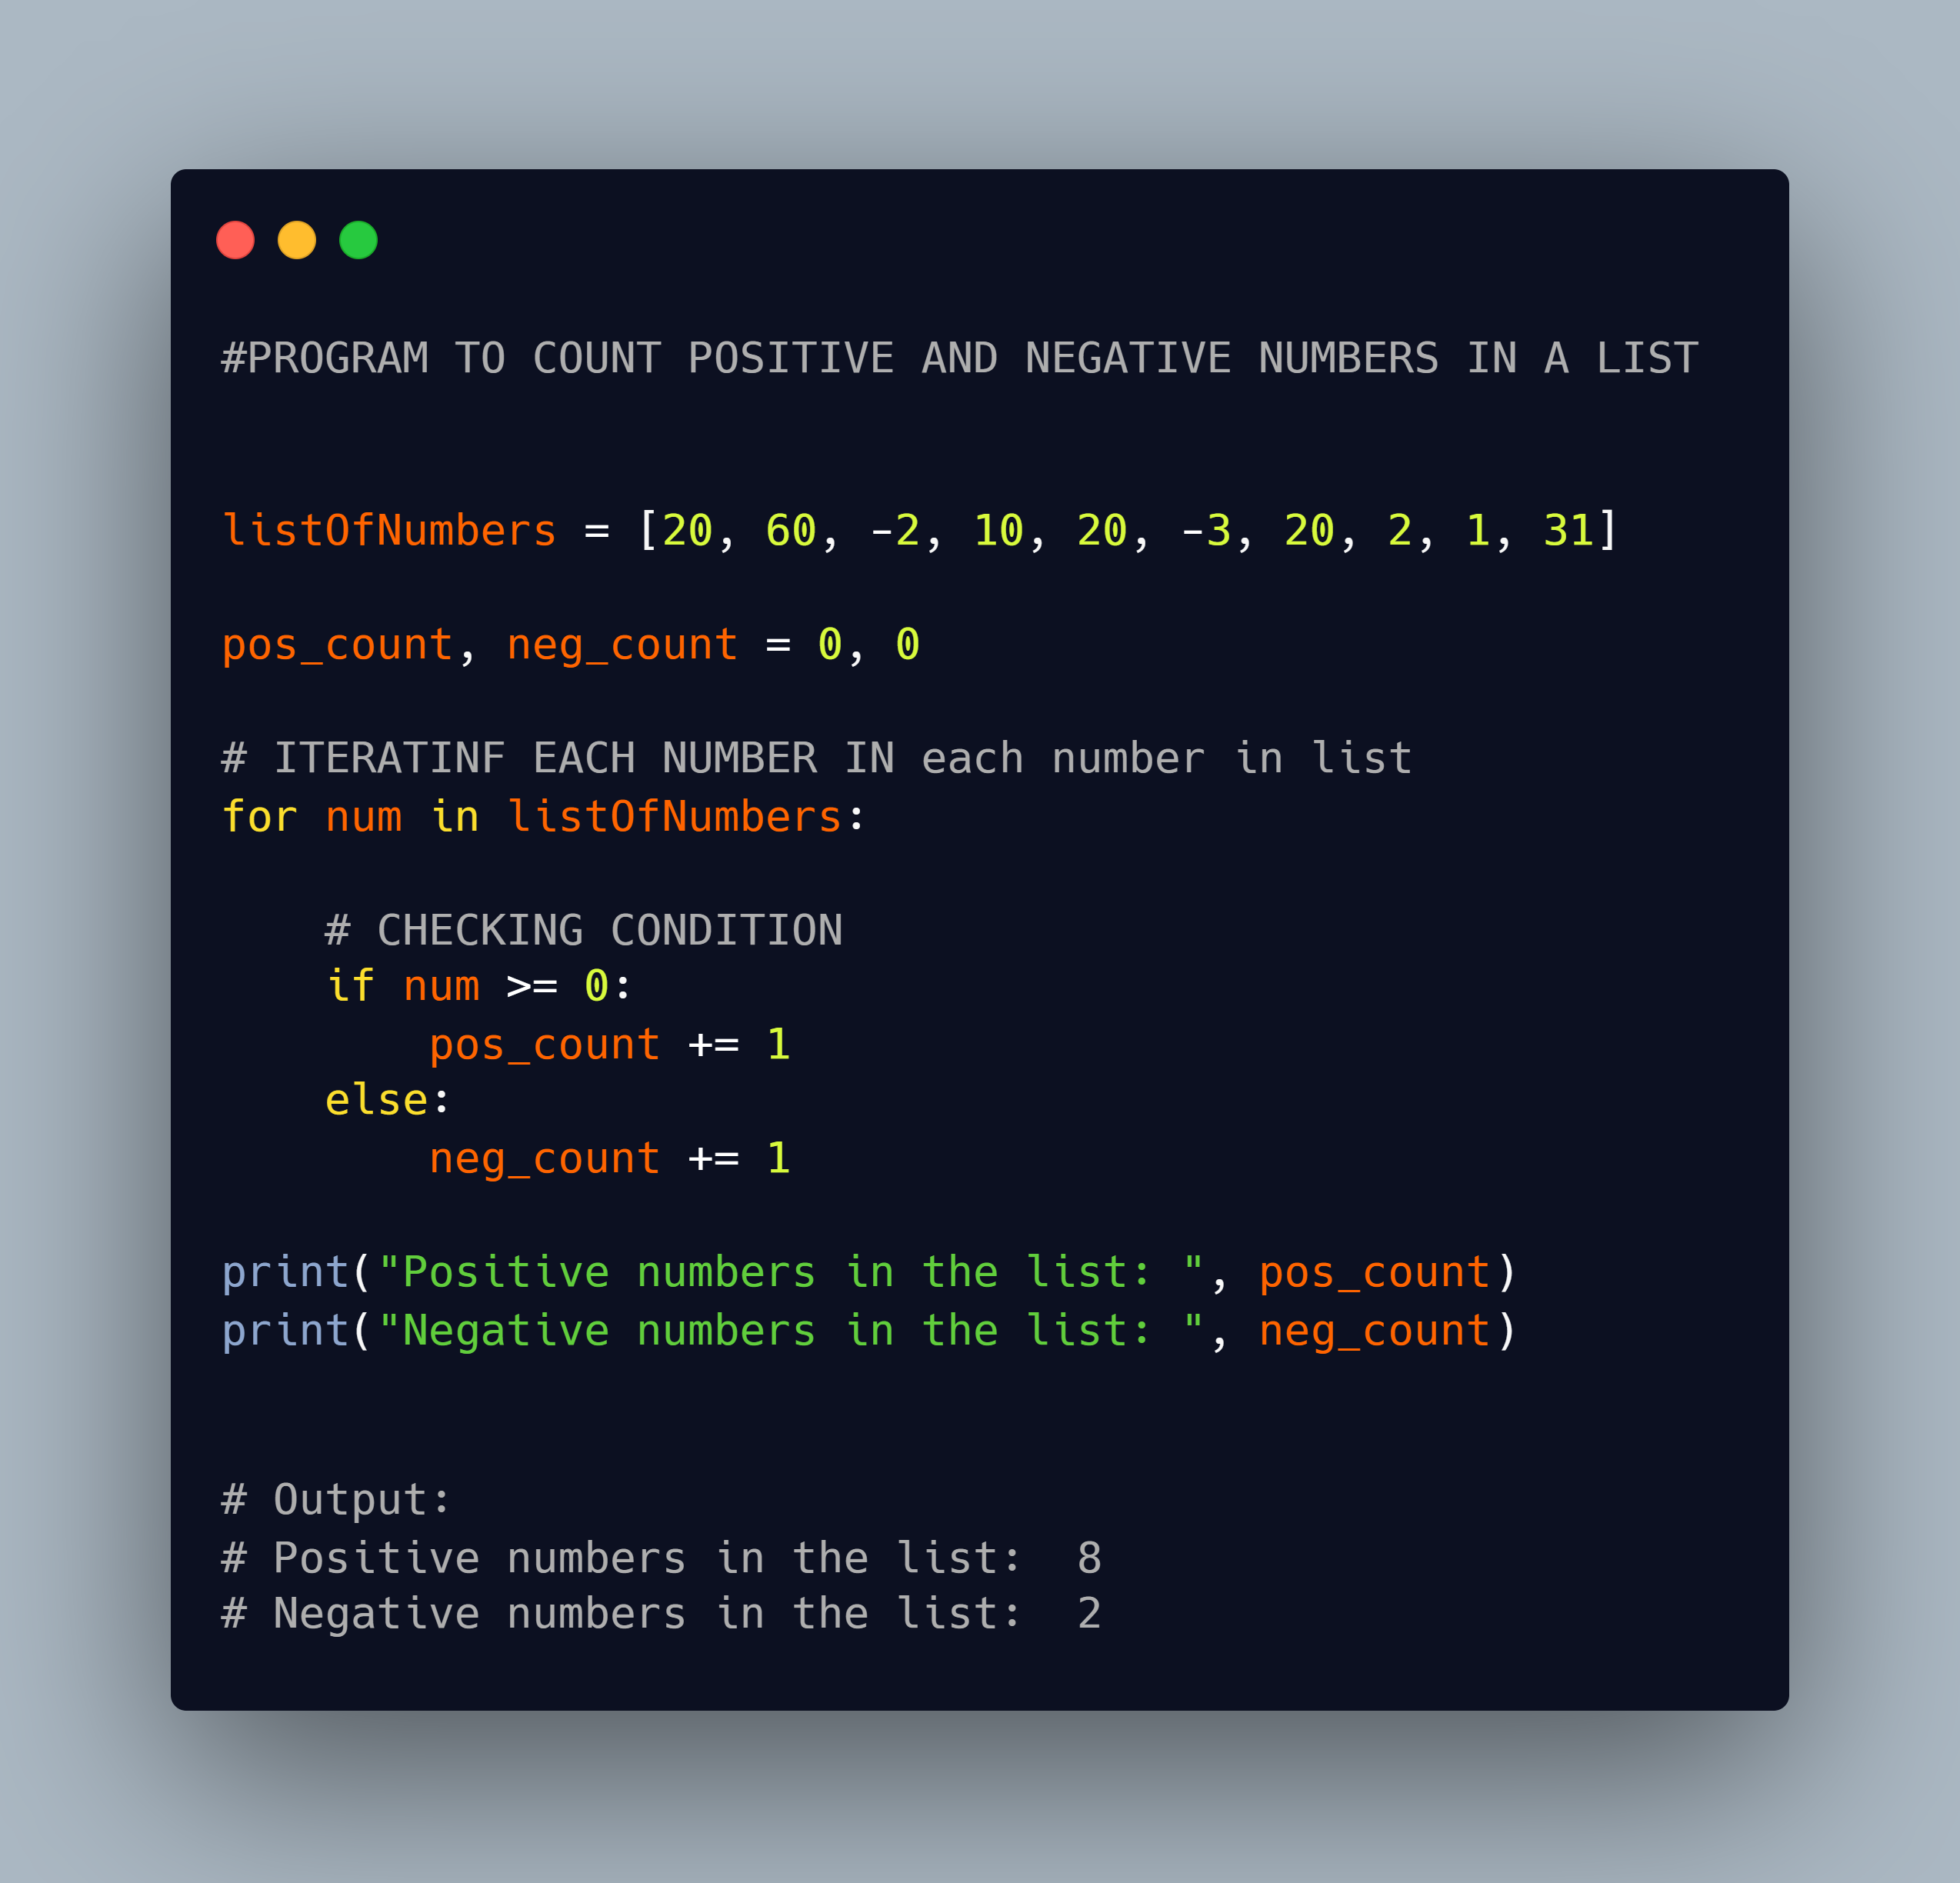 #PROGRAM TO COUNT POSITIVE AND NEGATIVE NUMBERS IN A LIST
listOfNumbers = [20, 60, -2, 10, 20, -3, 20, 2, 1, 31]
pos_count, neg_count = 0, 0
# ITERATINF EACH NUMBER IN each number in list
for num in listOfNumbers:
    # CHECKING CONDITION
    if num >= 0:
        pos_count += 1
    else:
        neg_count += 1
print("Positive numbers in the list: ", pos_count)
print("Negative numbers in the list: ", neg_count)
# Output:
# Positive numbers in the list:  8
# Negative numbers in the list:  2